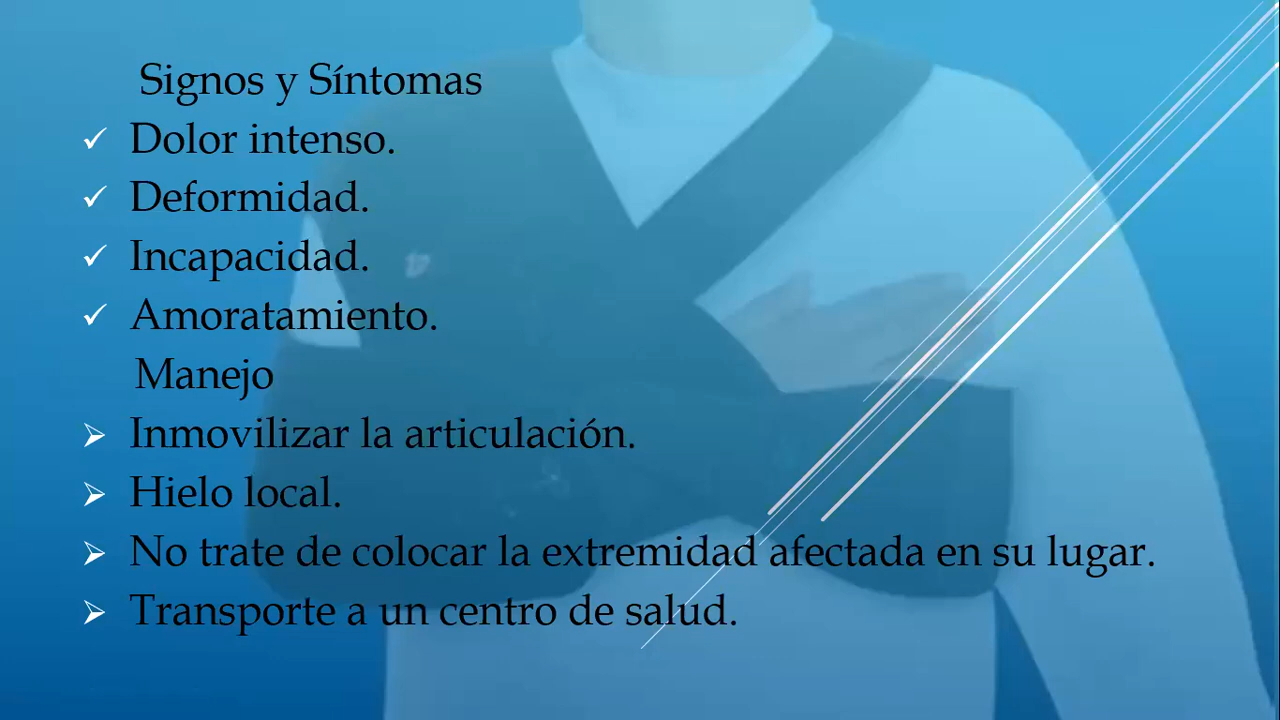 Signos y Síntomas
Dolor intenso.
Deformidad.
Incapacidad.
Amoratamiento.
Manejo
Inmovilizar la articulación.
Hielo local.
No trate de colocar la extremidad afectada en su lugar.
Transporte a un centro de salud.